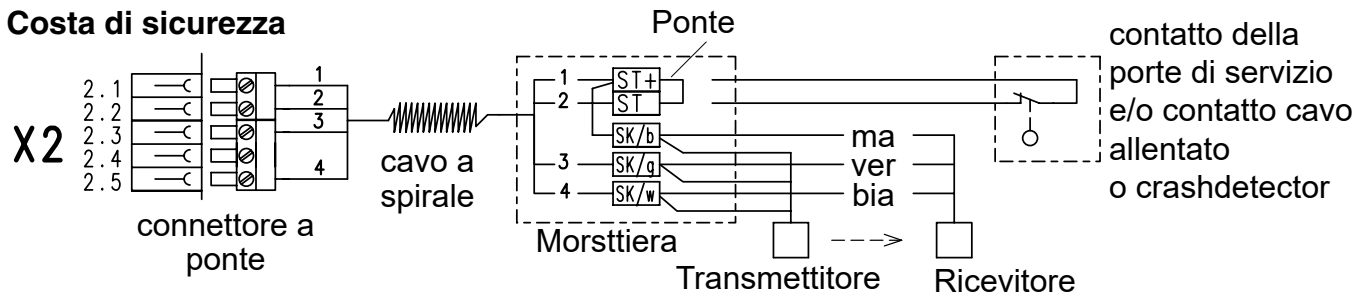 Costa di sicurezza
X2
2.1
2.2
2.3
2.4
2.5
1
2
3
4
connettore a
ponte
cavo a
spirale
Ponte
1 ST+
2 ST
SK/b ma
3 SK/g ver
4 SK/w bia
Morsttiera
Transmettitore
Ricevitore
contatto della
porte di servizio
e/o contatto cavo
allentato
o crashdetector